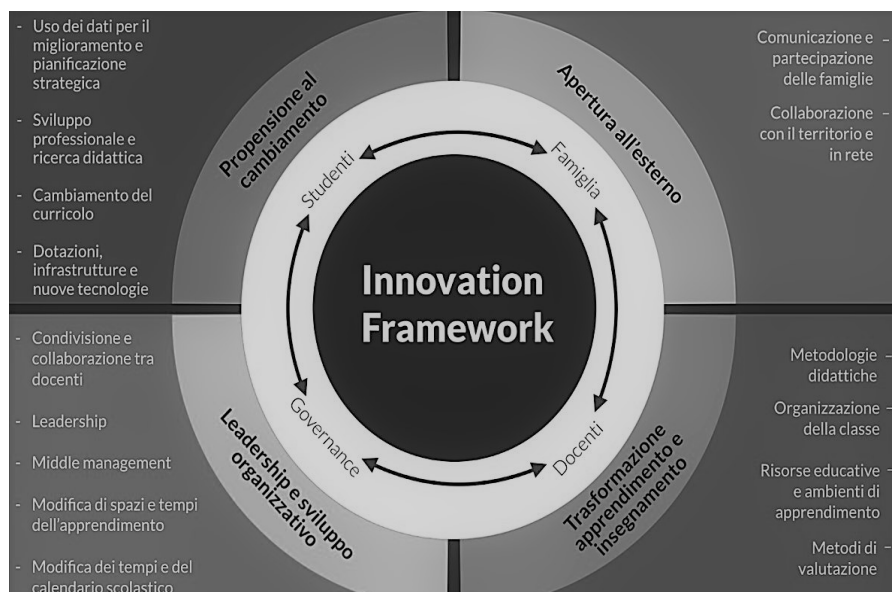 - Uso dei dati per il
miglioramento e
pianificazione
strategica
- Sviluppo
professionale e
ricerca didattica
- Cambiamento del
curricolo
- Dotazioni,
infrastrutture e
nuove tecnologie
Propensione al
cambiamento
Apertura all'esterno
Comunicazione e -
partecipazione
delle famiglie
Collaborazione -
con il territorio e
in rete
Studenti
Famiglia
Innovation
Framework
Governance
Docenti
- Condivisione e
collaborazione tra
docenti
- Leadership
- Middle management
- Modifica di spazi e tempi
dell'apprendimento
- Modifica dei tempi e del
calendario scolastico
Leadership e sviluppo
organizzativo
Trasformazione
apprendimento e
insegnamento
Metodologie -
didattiche
Organizzazione -
della classe
Risorse educative -
e ambienti di
apprendimento
Metodi di -
valutazione